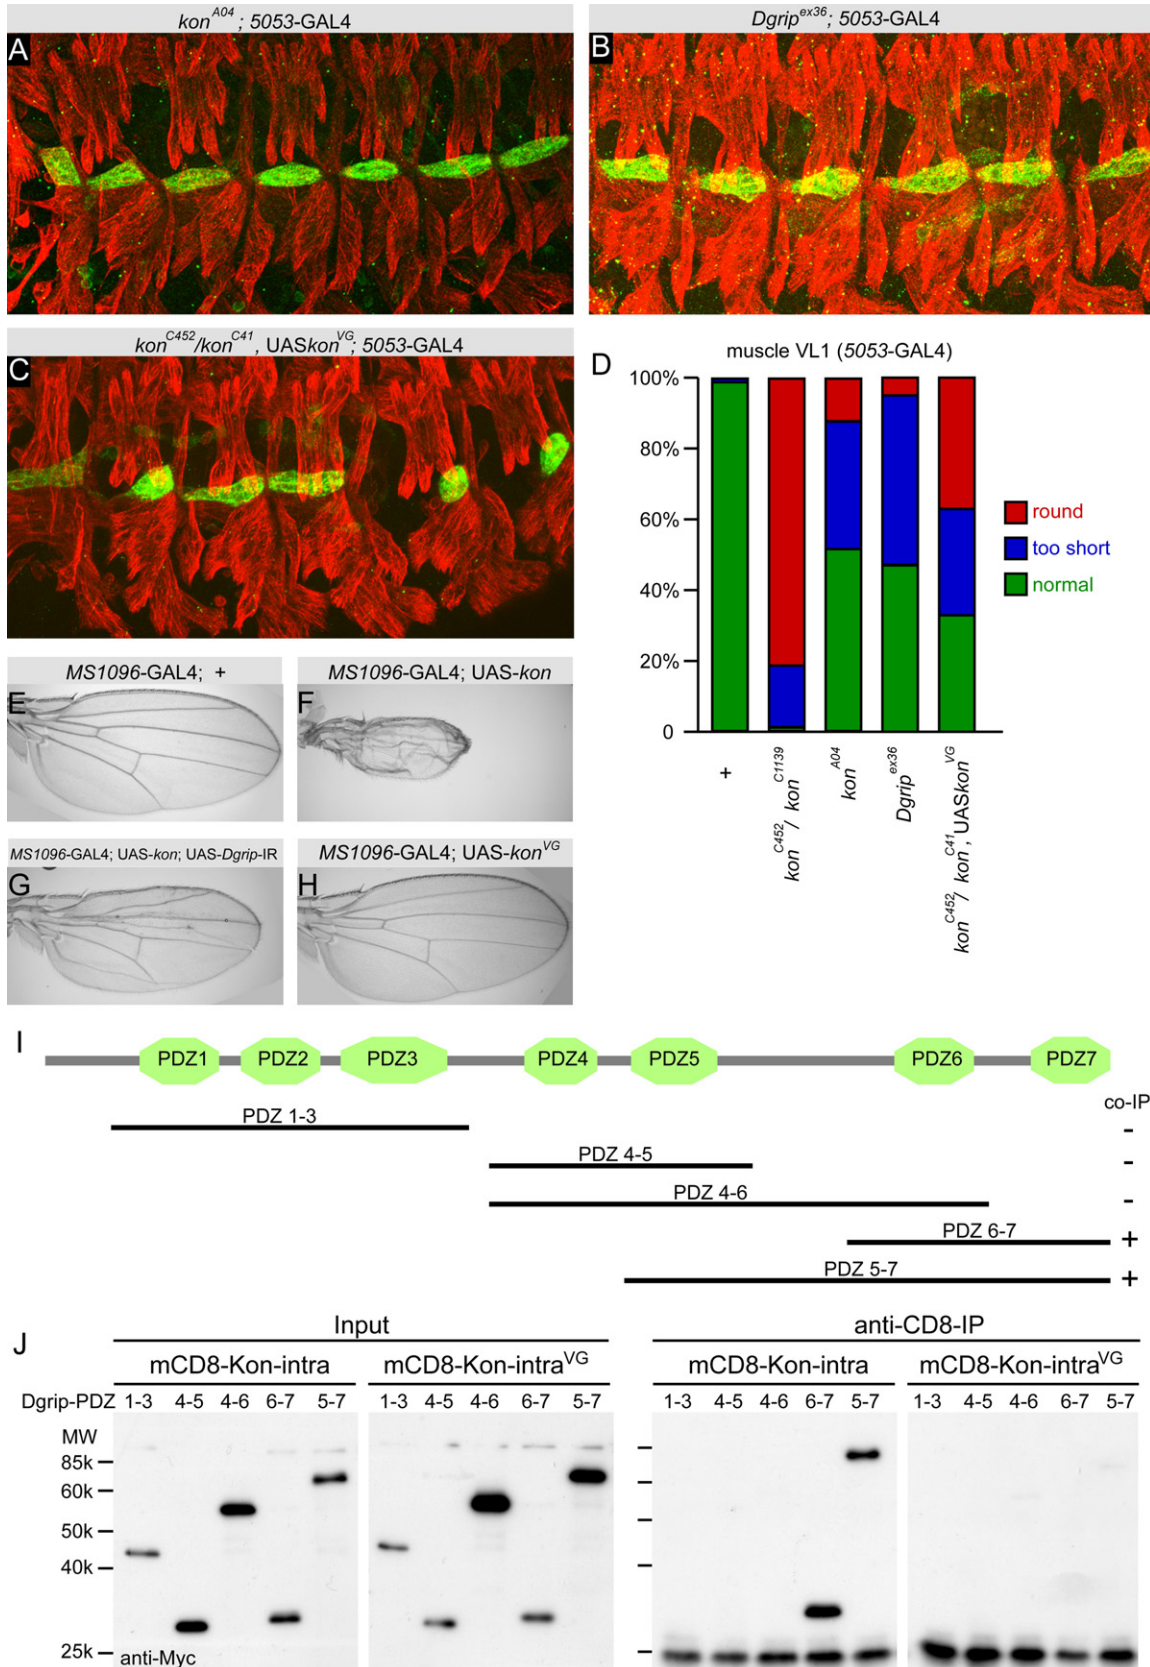 kon^A04; 5053-GAL4
Dgrip^ex36; 5053-GAL4
A
B
kon^C452/kon^C41, UASkon^VG; 5053-GAL4
C
D
muscle VL1 (5053-GAL4)
100%
80%
60%
40%
20%
0
round
too short
normal
+
kon^C452 / kon^C1139
kon^A04
Dgrip^ex36
kon^C452 / kon^C41, UASkon^VG
MS1096-GAL4; +
MS1096-GAL4; UAS-kon
E
F
MS1096-GAL4; UAS-kon; UAS-Dgrip-IR
MS1096-GAL4; UAS-kon^VG
G
H
I
PDZ1 PDZ2 PDZ3 PDZ4 PDZ5 PDZ6 PDZ7
co-IP
PDZ 1-3 -
PDZ 4-5 -
PDZ 4-6 -
PDZ 6-7 +
PDZ 5-7 +
J
Input
anti-CD8-IP
mCD8-Kon-intra mCD8-Kon-intra^VG mCD8-Kon-intra mCD8-Kon-intra^VG
Dgrip-PDZ 1-3 4-5 4-6 6-7 5-7 1-3 4-5 4-6 6-7 5-7 1-3 4-5 4-6 6-7 5-7 1-3 4-5 4-6 6-7 5-7
MW
85k
60k
50k
40k
25k
anti-Myc